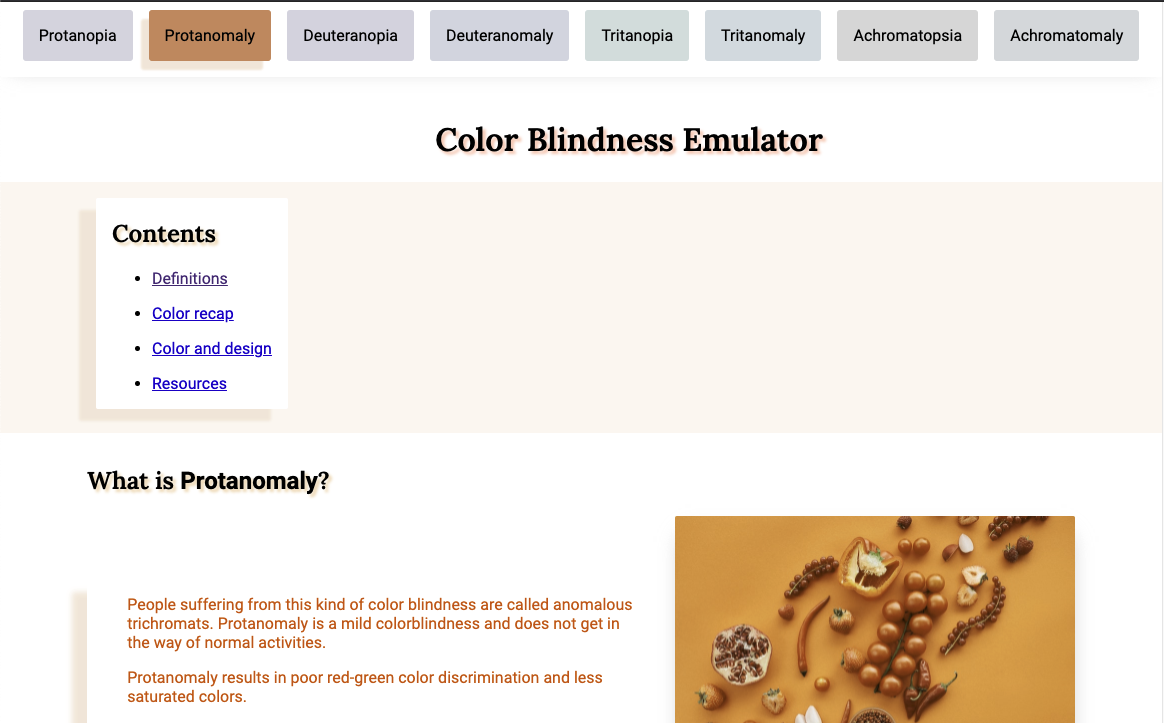 Protanopia Protanomaly Deuteranopia Deuteranomaly Tritanopia Tritanomaly Achromatopsia Achromatomaly
Color Blindness Emulator
Contents
Definitions
Color recap
Color and design
Resources
What is Protanomaly?
People suffering from this kind of color blindness are called anomalous
trichromats. Protanomaly is a mild colorblindness and does not get in
the way of normal activities.
Protanomaly results in poor red-green color discrimination and less
saturated colors.